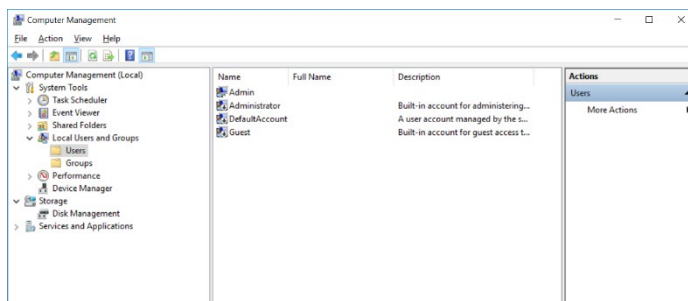 Computer Management
File Action View Help
Computer Management (Local)
System Tools
Task Scheduler
Event Viewer
Shared Folders
Local Users and Groups
Users
Groups
Performance
Device Manager
Storage
Disk Management
Services and Applications
Name Full Name Description
Admin
Administrator Built-in account for administering...
DefaultAccount A user account managed by the s...
Guest Built-in account for guest access t...
Actions
Users
More Actions